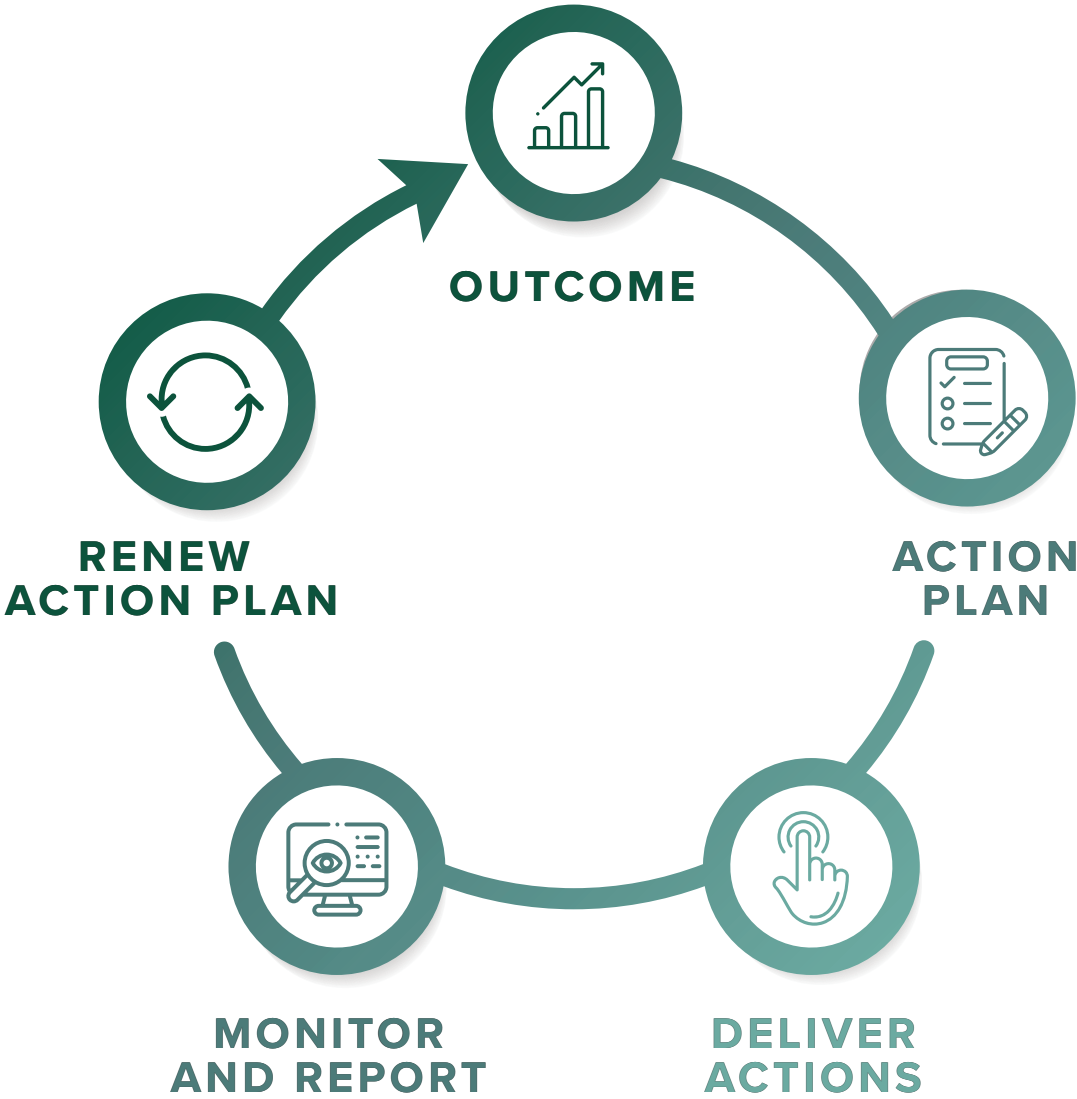 OUTCOME
ACTION
PLAN
DELIVER
ACTIONS
MONITOR
AND REPORT
RENEW
ACTION PLAN